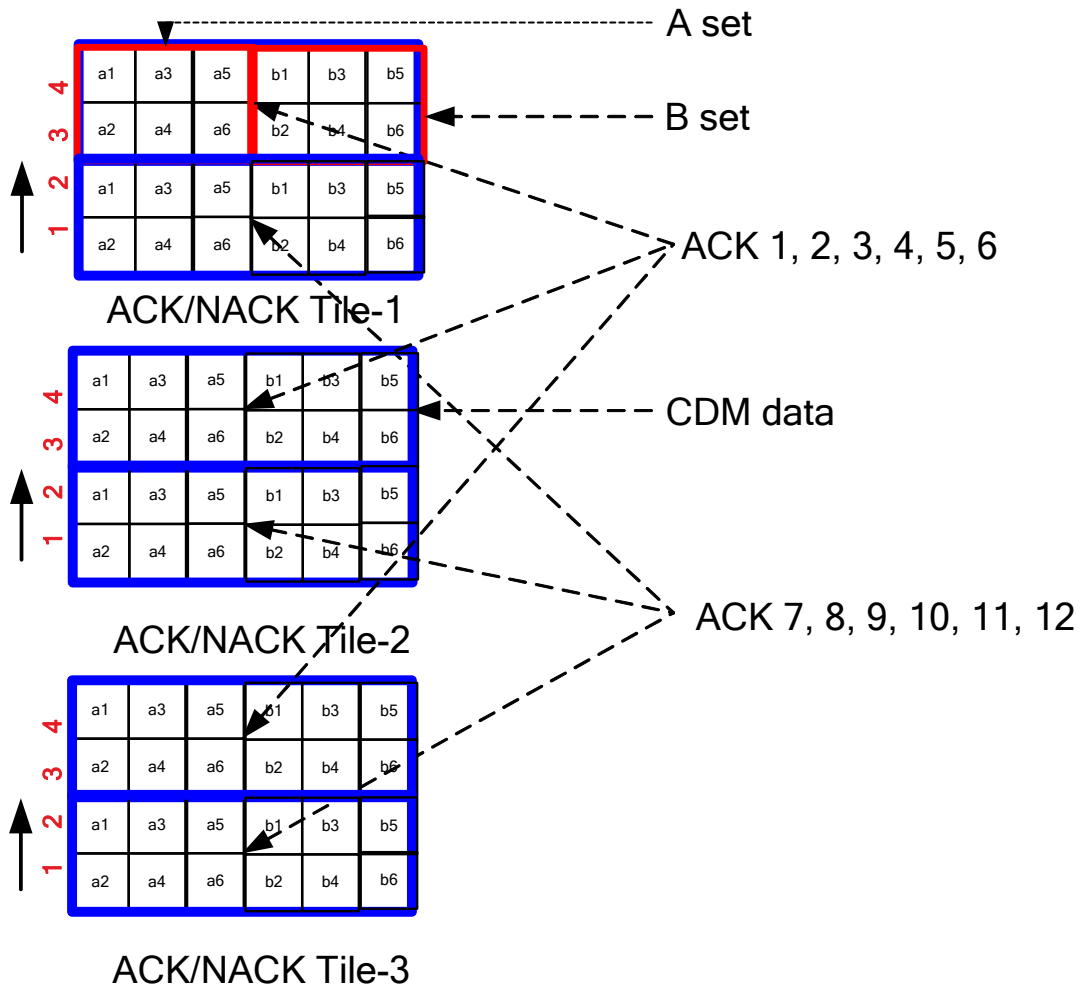 A set
4 a1 a3 a5 b1 b3 b5
B set
3 a2 a4 a6 b2 b4 b6
2 a1 a3 a5 b1 b3 b5
1 a2 a4 a6 b2 b4 b6
ACK 1, 2, 3, 4, 5, 6
ACK/NACK Tile-1
4 a1 a3 a5 b1 b3 b5
CDM data
3 a2 a4 a6 b2 b4 b6
2 a1 a3 a5 b1 b3 b5
1 a2 a4 a6 b2 b4 b6
ACK 7, 8, 9, 10, 11, 12
ACK/NACK Tile-2
4 a1 a3 a5 b1 b3 b5
3 a2 a4 a6 b2 b4 b6
2 a1 a3 a5 b1 b3 b5
1 a2 a4 a6 b2 b4 b6
ACK/NACK Tile-3